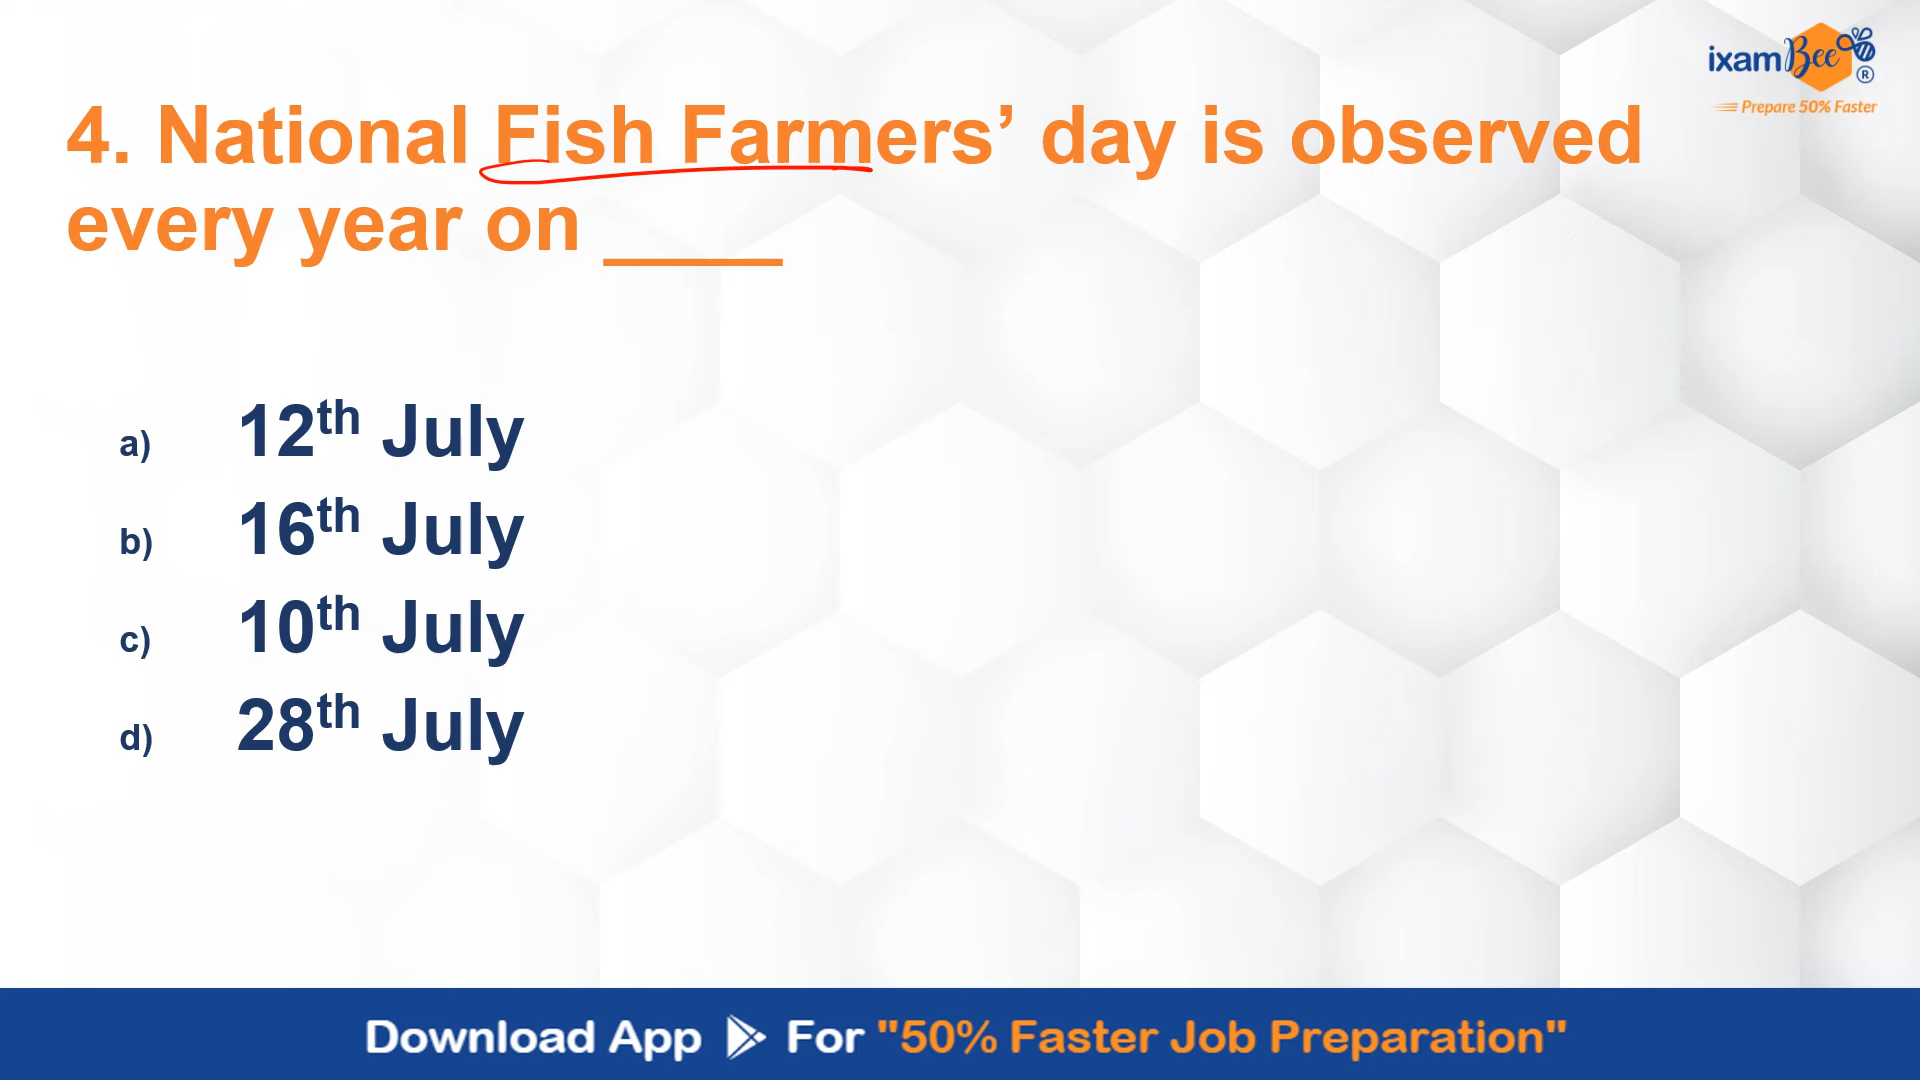 ixamBee®
Prepare 50% Faster
4. National Fish Farmers’ day is observed
every year on _____
a) 12th July
b) 16th July
c) 10th July
d) 28th July
Download App For "50% Faster Job Preparation"